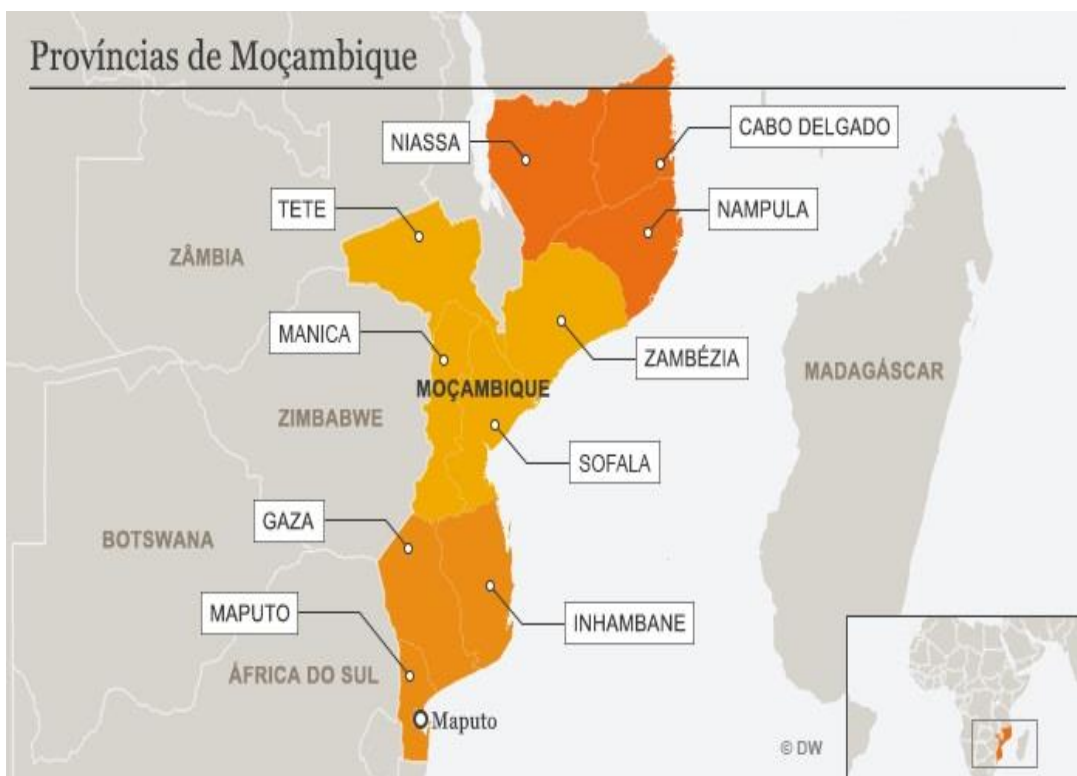 Províncias de Moçambique
NIASSA
CABO DELGADO
TETE
NAMPULA
ZÂMBIA
MANICA
ZAMBÉZIA
MADAGÁSCAR
MOÇAMBIQUE
ZIMBABWE
SOFALA
GAZA
BOTSWANA
MAPUTO
INHAMBANE
ÁFRICA DO SUL
Maputo
© DW